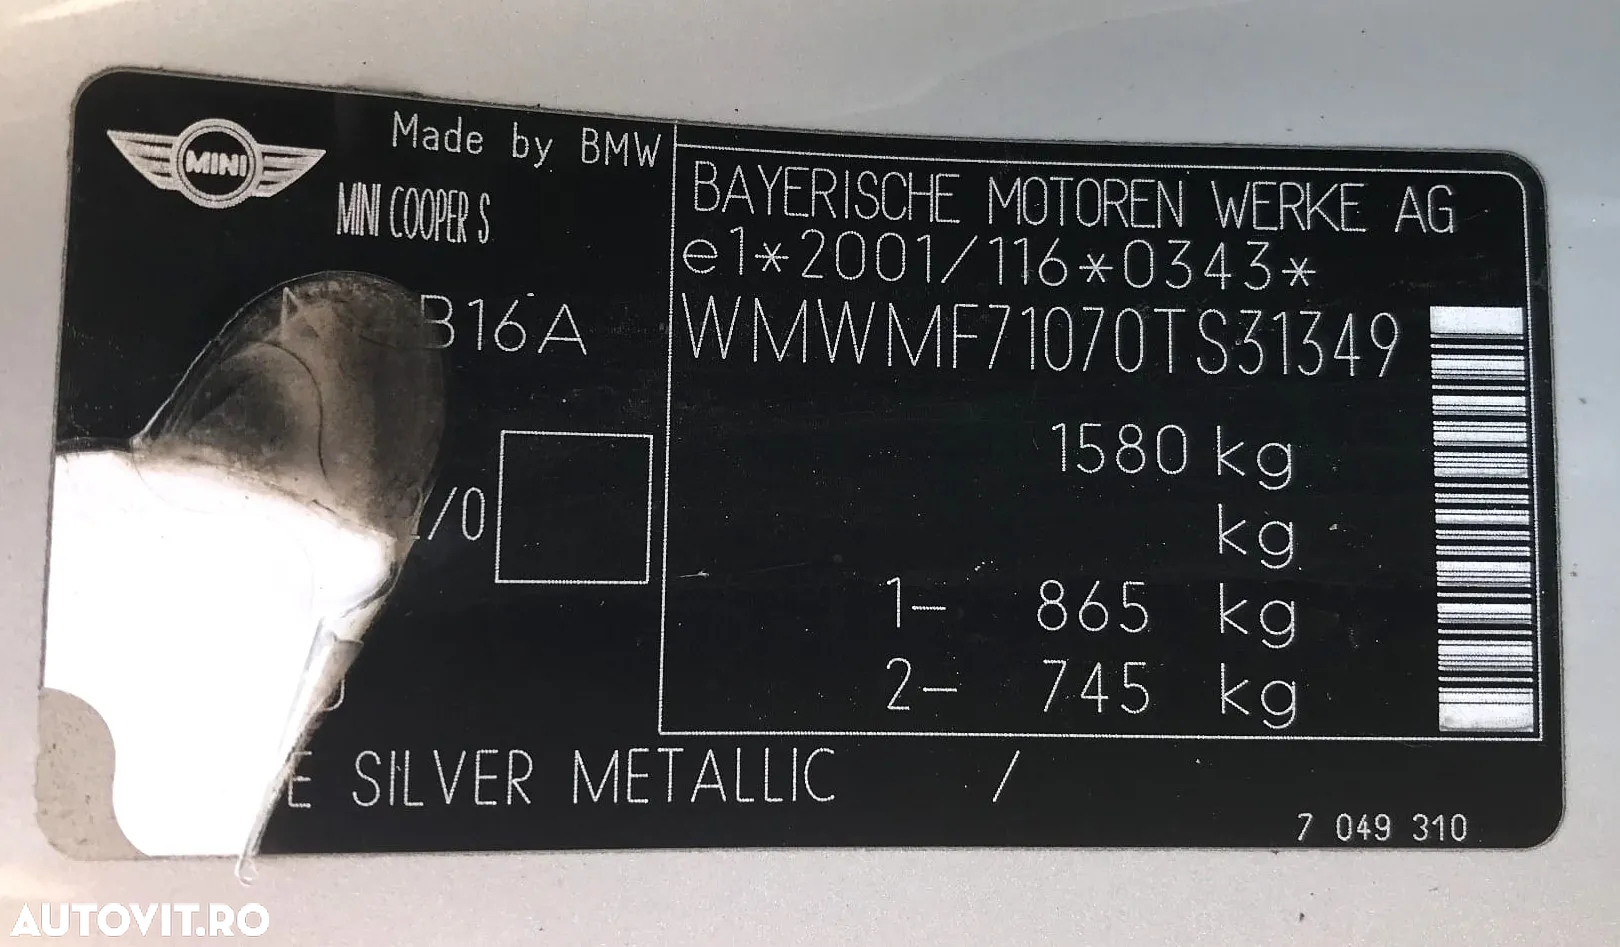 MINI
Made by BMW
MINI COOPER S
B16A
/0
E SILVER METALLIC /
BAYERISCHE MOTOREN WERKE AG
e1*2001/116*0343*
WMWMF71070TS31349
1580 kg
kg
1- 865 kg
2- 745 kg
7 049 310
AUTOVIT.RO